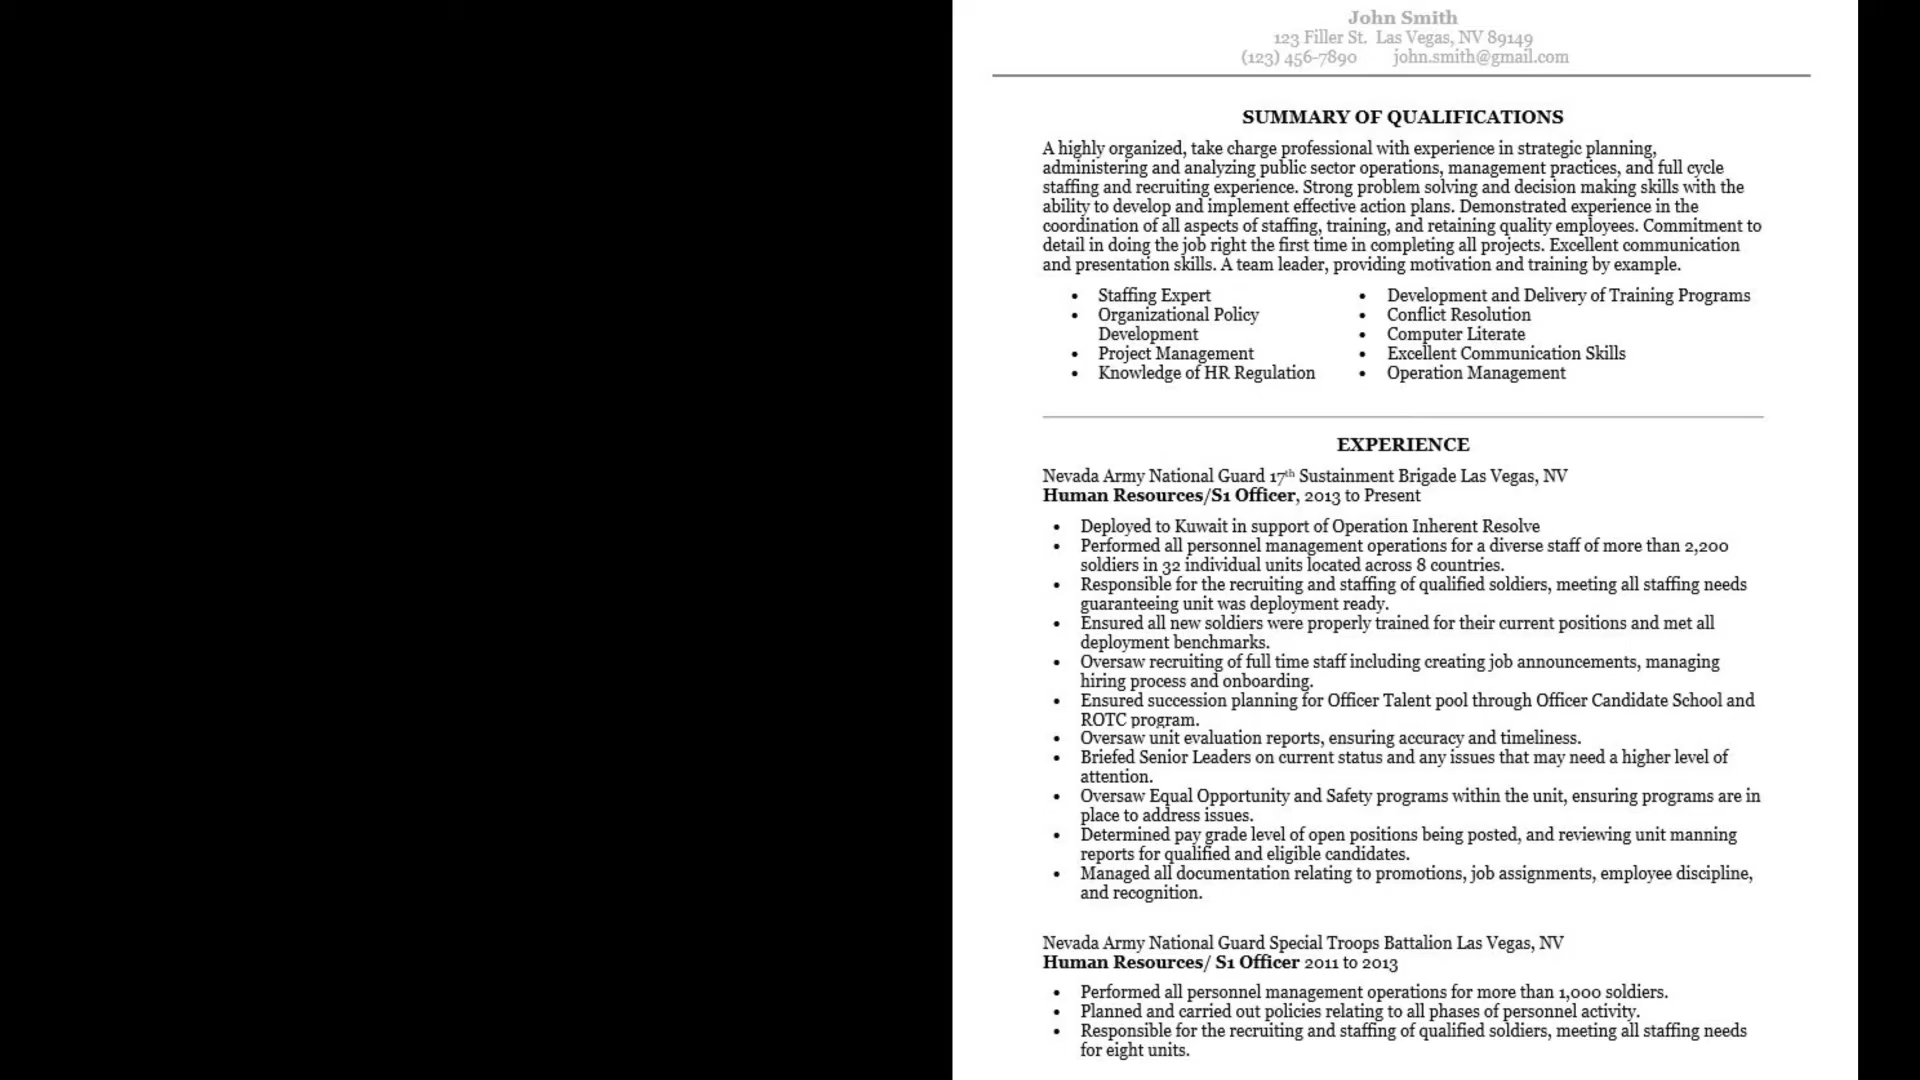 John Smith
123 Filler St. Las Vegas, NV 89149
(123) 456-7890 john.smith@gmail.com
SUMMARY OF QUALIFICATIONS
A highly organized, take charge professional with experience in strategic planning,
administering and analyzing public sector operations, management practices, and full cycle
staffing and recruiting experience. Strong problem solving and decision making skills with the
ability to develop and implement effective action plans. Demonstrated experience in the
coordination of all aspects of staffing, training, and retaining quality employees. Commitment to
detail in doing the job right the first time in completing all projects. Excellent communication
and presentation skills. A team leader, providing motivation and training by example.
• Staffing Expert
• Organizational Policy
Development
• Project Management
• Knowledge of HR Regulation
• Development and Delivery of Training Programs
• Conflict Resolution
• Computer Literate
• Excellent Communication Skills
• Operation Management
EXPERIENCE
Nevada Army National Guard 17th Sustainment Brigade Las Vegas, NV
Human Resources/S1 Officer, 2013 to Present
• Deployed to Kuwait in support of Operation Inherent Resolve
• Performed all personnel management operations for a diverse staff of more than 2,200
soldiers in 32 individual units located across 8 countries.
• Responsible for the recruiting and staffing of qualified soldiers, meeting all staffing needs
guaranteeing unit was deployment ready.
• Ensured all new soldiers were properly trained for their current positions and met all
deployment benchmarks.
• Oversaw recruiting of full time staff including creating job announcements, managing
hiring process and onboarding.
• Ensured succession planning for Officer Talent pool through Officer Candidate School and
ROTC program.
• Oversaw unit evaluation reports, ensuring accuracy and timeliness.
• Briefed Senior Leaders on current status and any issues that may need a higher level of
attention.
• Oversaw Equal Opportunity and Safety programs within the unit, ensuring programs are in
place to address issues.
• Determined pay grade level of open positions being posted, and reviewing unit manning
reports for qualified and eligible candidates.
• Managed all documentation relating to promotions, job assignments, employee discipline,
and recognition.
Nevada Army National Guard Special Troops Battalion Las Vegas, NV
Human Resources/ S1 Officer 2011 to 2013
• Performed all personnel management operations for more than 1,000 soldiers.
• Planned and carried out policies relating to all phases of personnel activity.
• Responsible for the recruiting and staffing of qualified soldiers, meeting all staffing needs
for eight units.